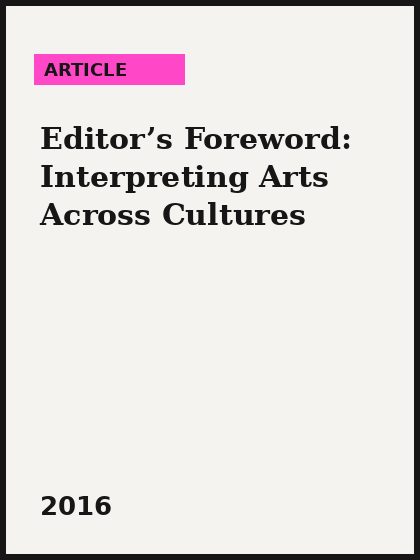 ARTICLE
Editor’s Foreword:
Interpreting Arts
Across Cultures
2016